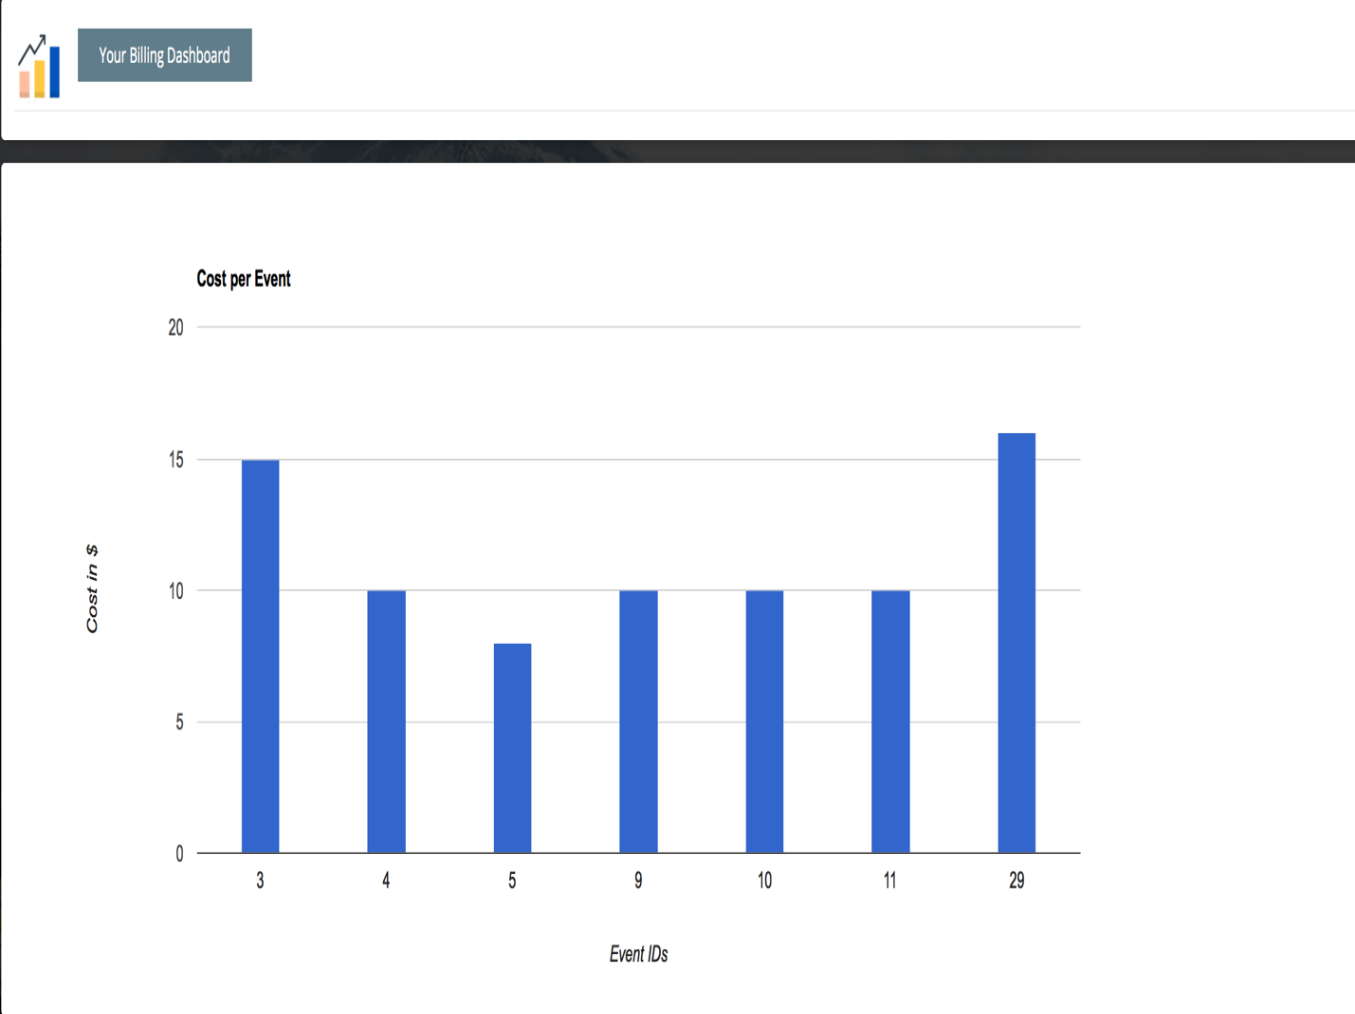 Your Billing Dashboard
Cost per Event
20
15
10
5
0
Cost in $
3 4 5 9 10 11 29
Event IDs